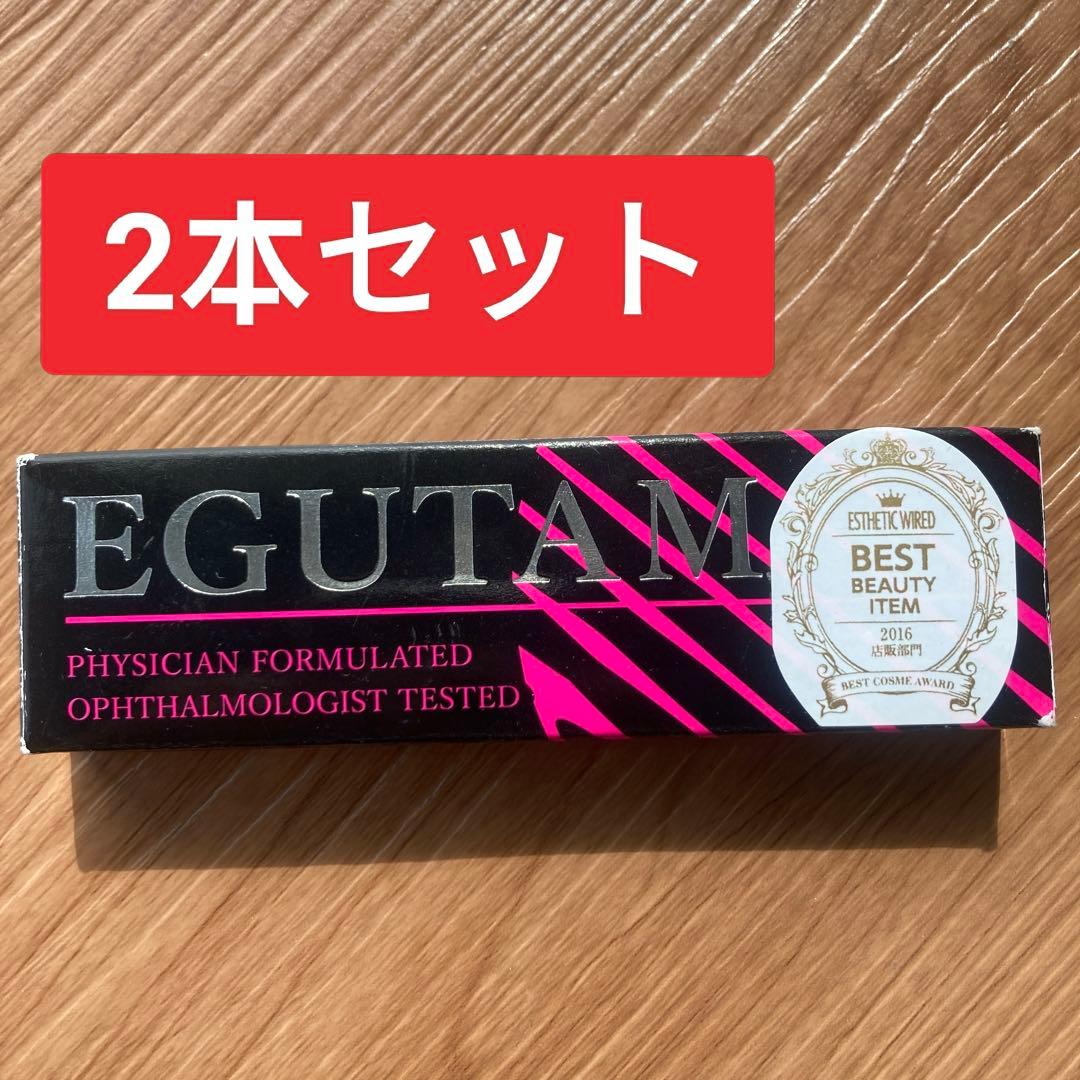 2本セット
EGUTAM
PHYSICIAN FORMULATED
OPHTHALMOLOGIST TESTED
ESTHETIC WIRED
BEST
BEAUTY
ITEM
2016
店販部門
BEST COSME AWARD